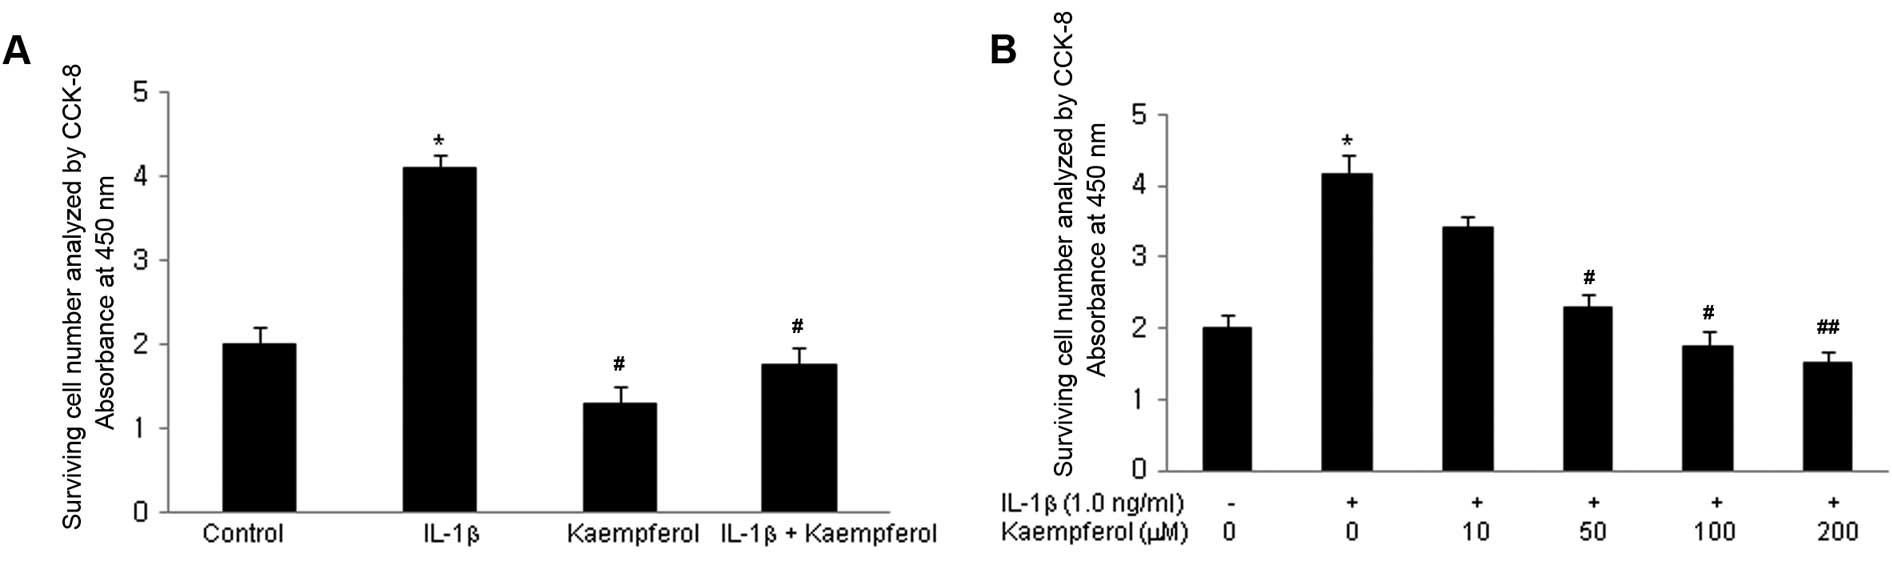 A
Surviving cell number analyzed by CCK-8
Absorbance at 450 nm
5
4
3
2
1
0
*
#
#
Control
IL-1β
Kaempferol
IL-1β + Kaempferol
B
Surviving cell number analyzed by CCK-8
Absorbance at 450 nm
5
4
3
2
1
0
*
#
#
##
IL-1β (1.0 ng/ml) - + + + + +
Kaempferol (μM) 0 0 10 50 100 200